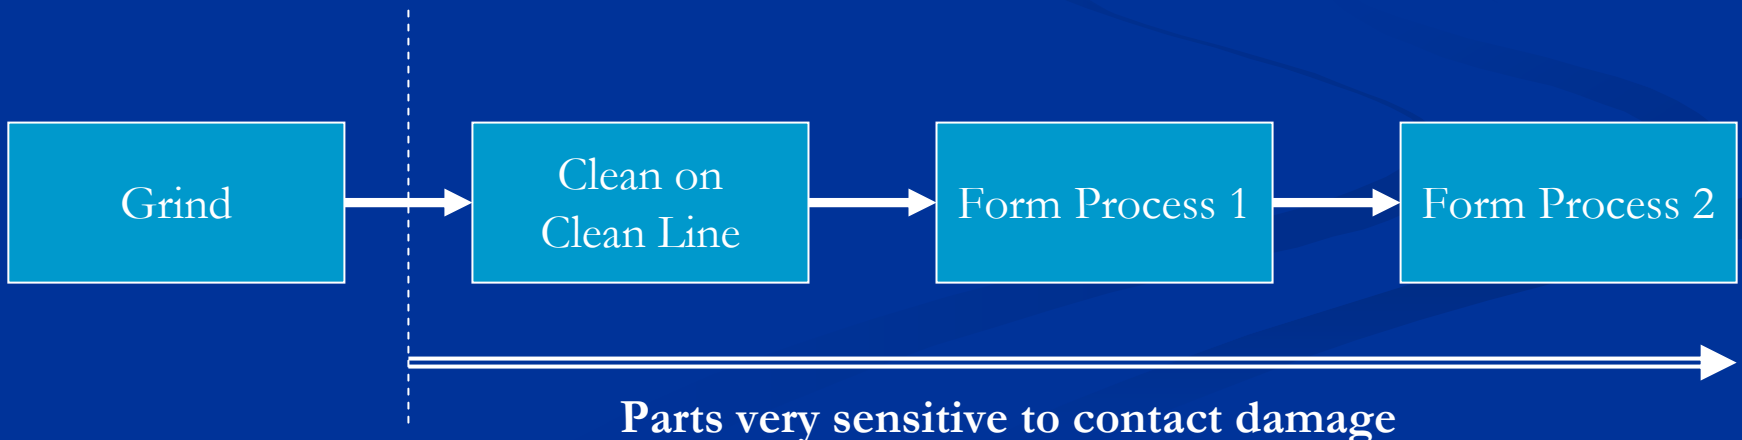 Grind
Clean on
Clean Line
Form Process 1
Form Process 2
Parts very sensitive to contact damage